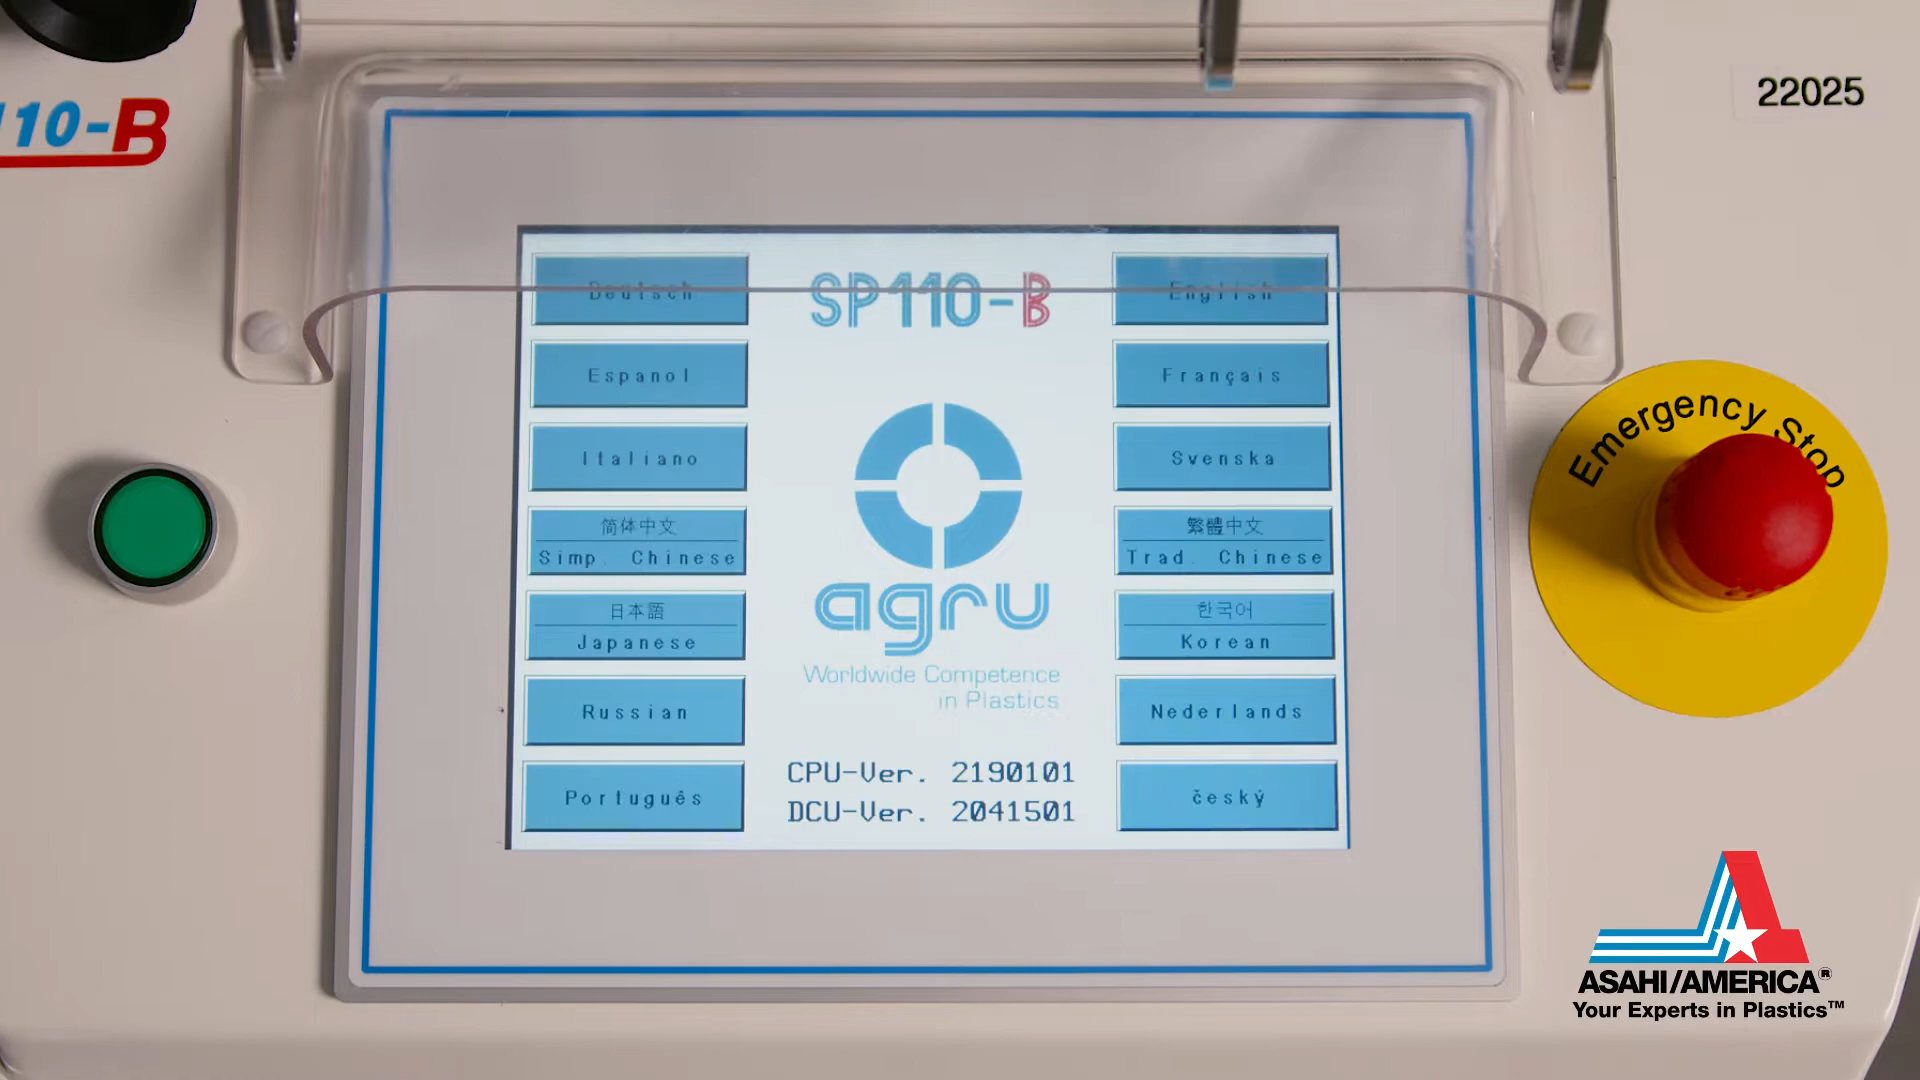 110-B
22025
Deutsch
SP110-B
English
Espanol
Français
Italiano
Svenska
简体中文
Simp. Chinese
繁體中文
Trad. Chinese
日本語
Japanese
한국어
Korean
Russian
Nederlands
Português
český
agru
Worldwide Competence
in Plastics
CPU-Ver. 2190101
DCU-Ver. 2041501
Emergency Stop
ASAHI/AMERICA®
Your Experts in Plastics™